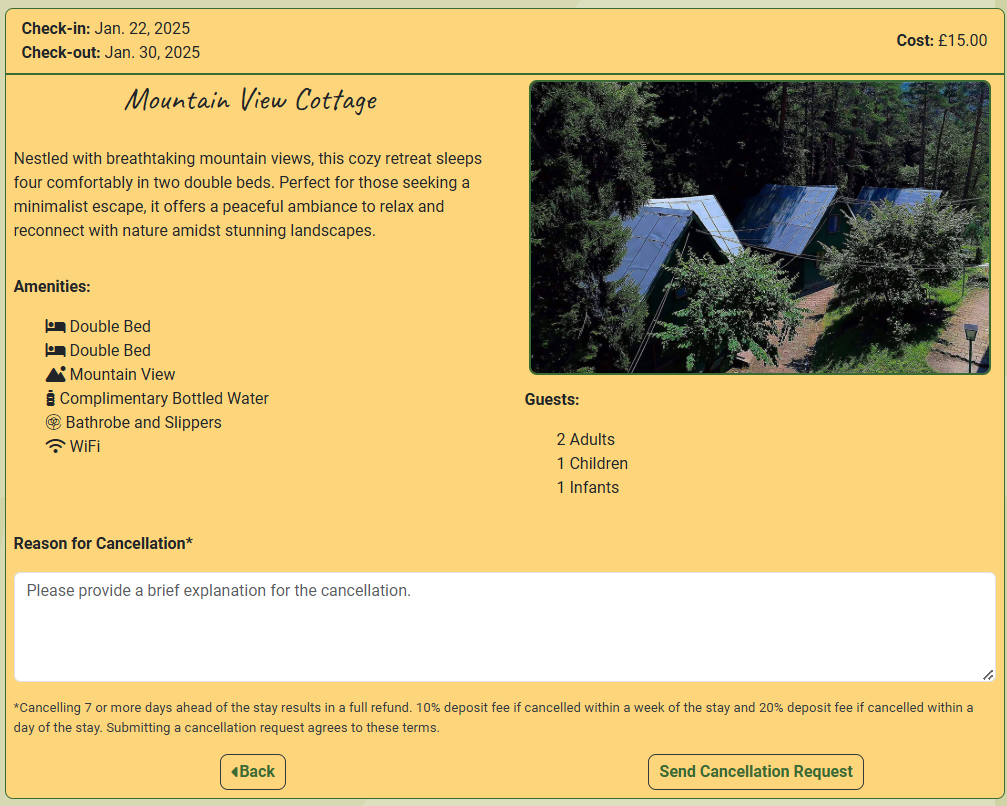 Check-in: Jan. 22, 2025
Check-out: Jan. 30, 2025
Cost: £15.00
Mountain View Cottage
Nestled with breathtaking mountain views, this cozy retreat sleeps
four comfortably in two double beds. Perfect for those seeking a
minimalist escape, it offers a peaceful ambiance to relax and
reconnect with nature amidst stunning landscapes.
Amenities:
Double Bed
Double Bed
Mountain View
Complimentary Bottled Water
Bathrobe and Slippers
WiFi
Guests:
2 Adults
1 Children
1 Infants
Reason for Cancellation*
Please provide a brief explanation for the cancellation.
*Cancelling 7 or more days ahead of the stay results in a full refund. 10% deposit fee if cancelled within a week of the stay and 20% deposit fee if cancelled within a
day of the stay. Submitting a cancellation request agrees to these terms.
Back
Send Cancellation Request